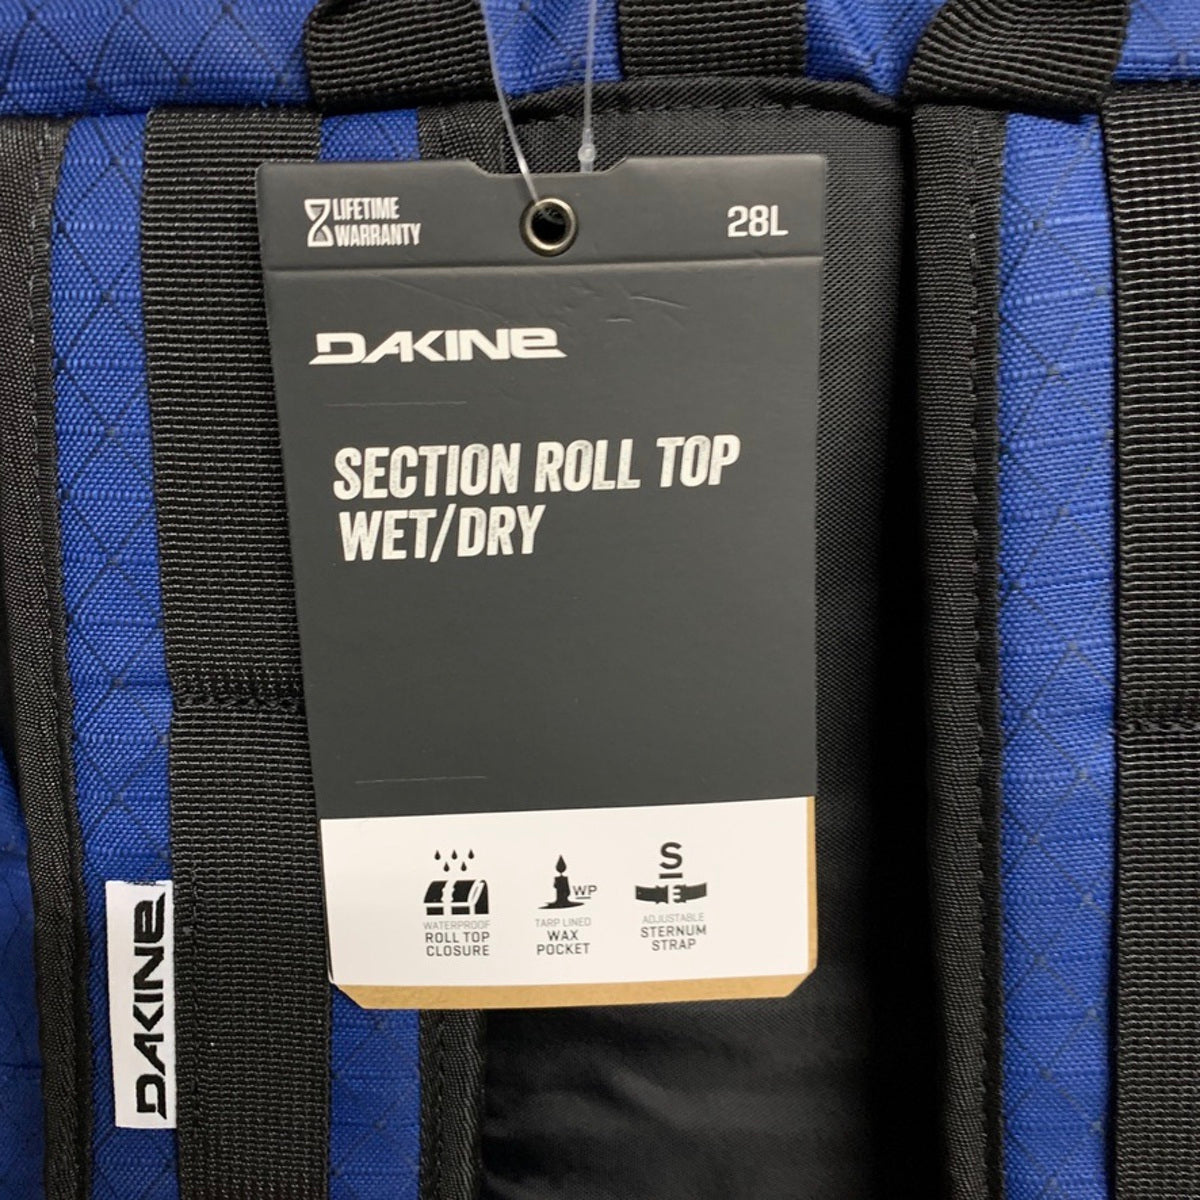 LIFETIME
WARRANTY
28L
DAKINE
SECTION ROLL TOP
WET/DRY
S
WP
WATERPROOF
ROLL TOP
CLOSURE
TARP LINED
WAX
POCKET
ADJUSTABLE
STERNUM
STRAP
DAKINE